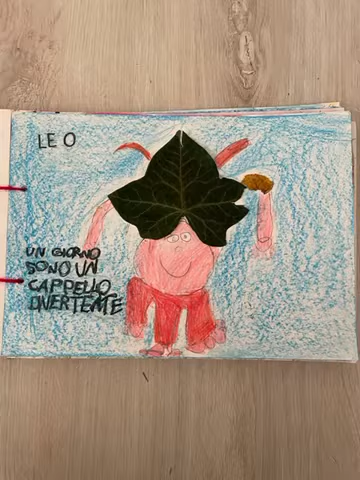 LEO
UN GIORNO
SONO UN
CAPPELLO
DIVERTENTE